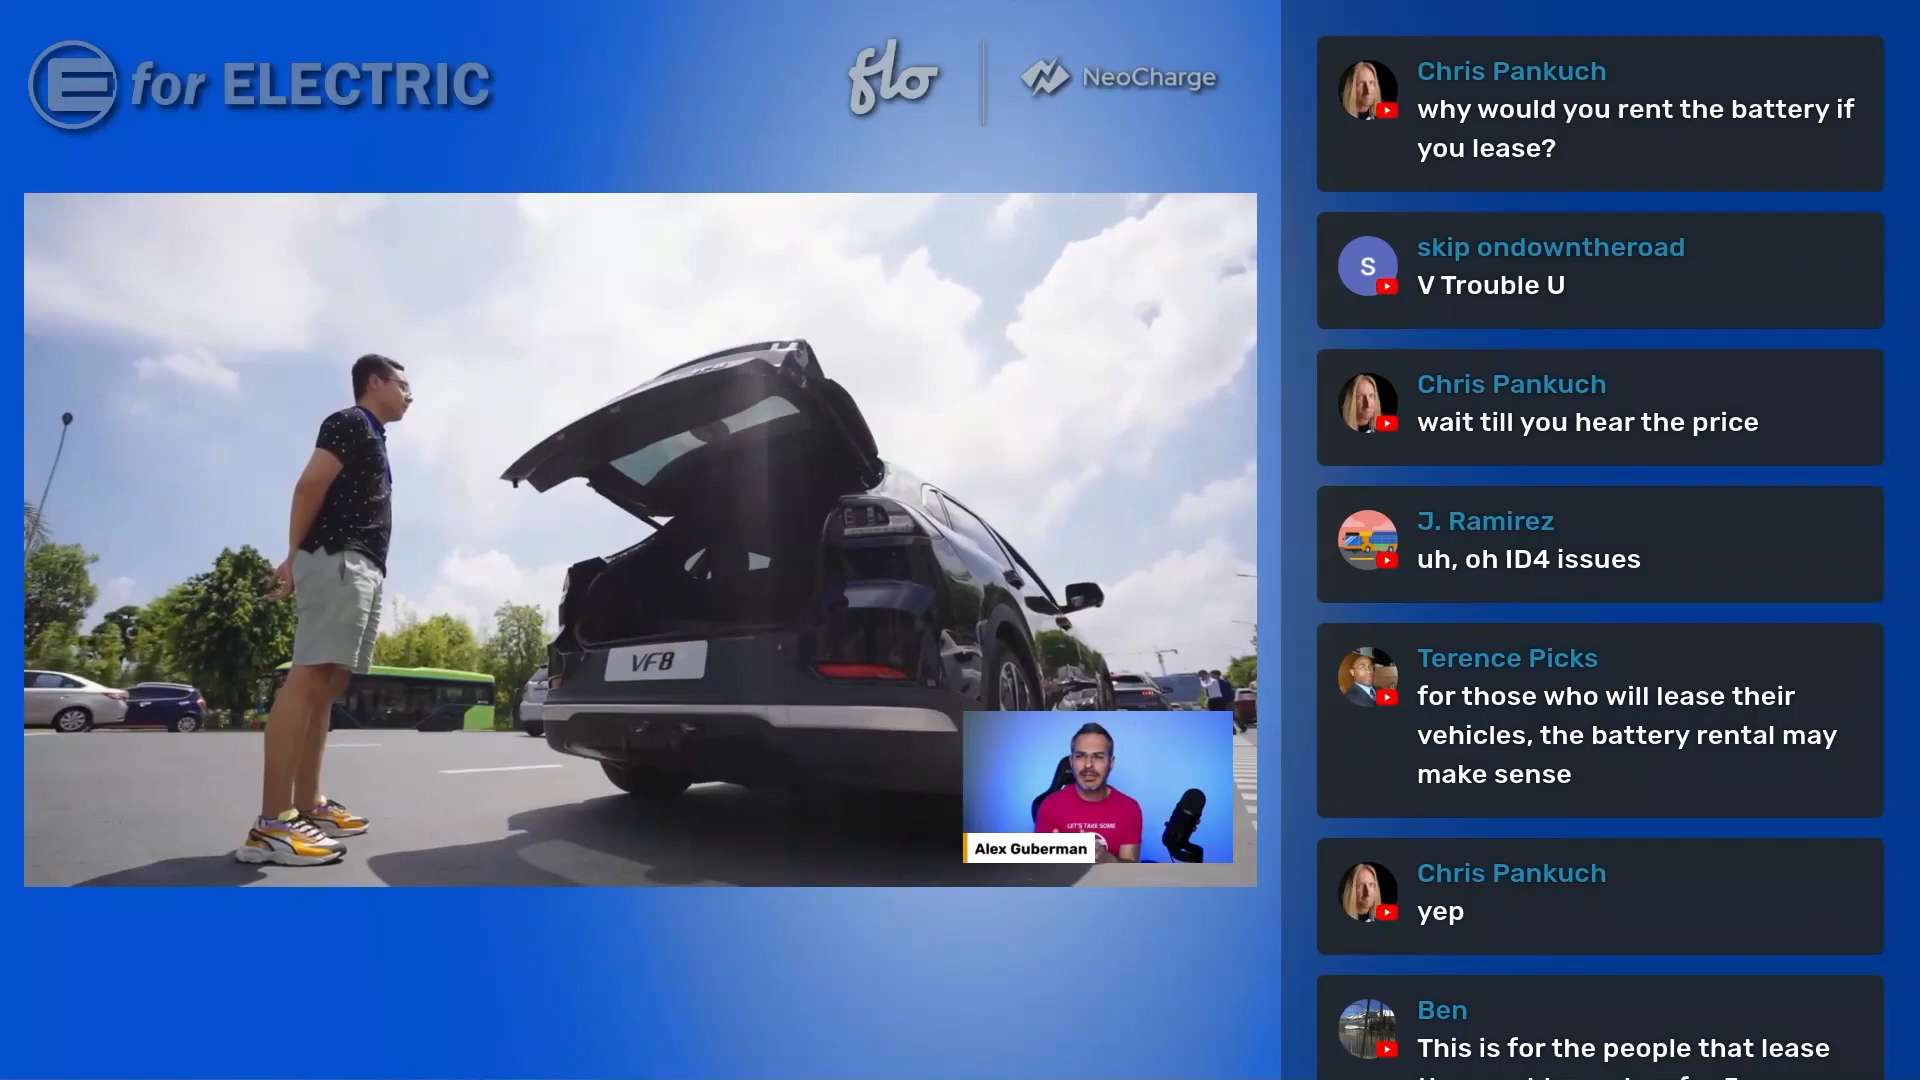 E for ELECTRIC
flo
NeoCharge
VF8
LET'S TAKE SOME
Alex Guberman
Chris Pankuch
why would you rent the battery if
you lease?
S
skip ondowntheroad
V Trouble U
Chris Pankuch
wait till you hear the price
J. Ramirez
uh, oh ID4 issues
Terence Picks
for those who will lease their
vehicles, the battery rental may
make sense
Chris Pankuch
yep
Ben
This is for the people that lease